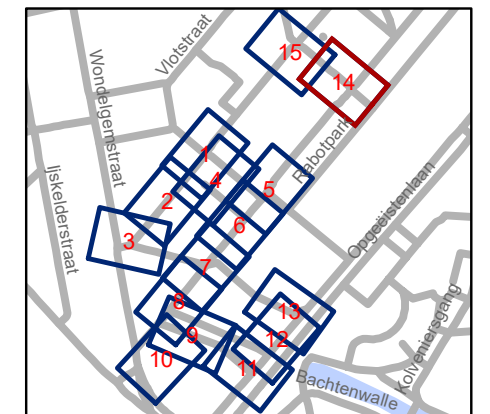 Vlotstraat
15
14
Wondelgemstraat
Rabotpark
1
4
5
2
Ijskelderstraat
6
3
Opgeëistenlaan
7
8
13
9
12
10
11
Kolveniersgang
Bachtenwalle